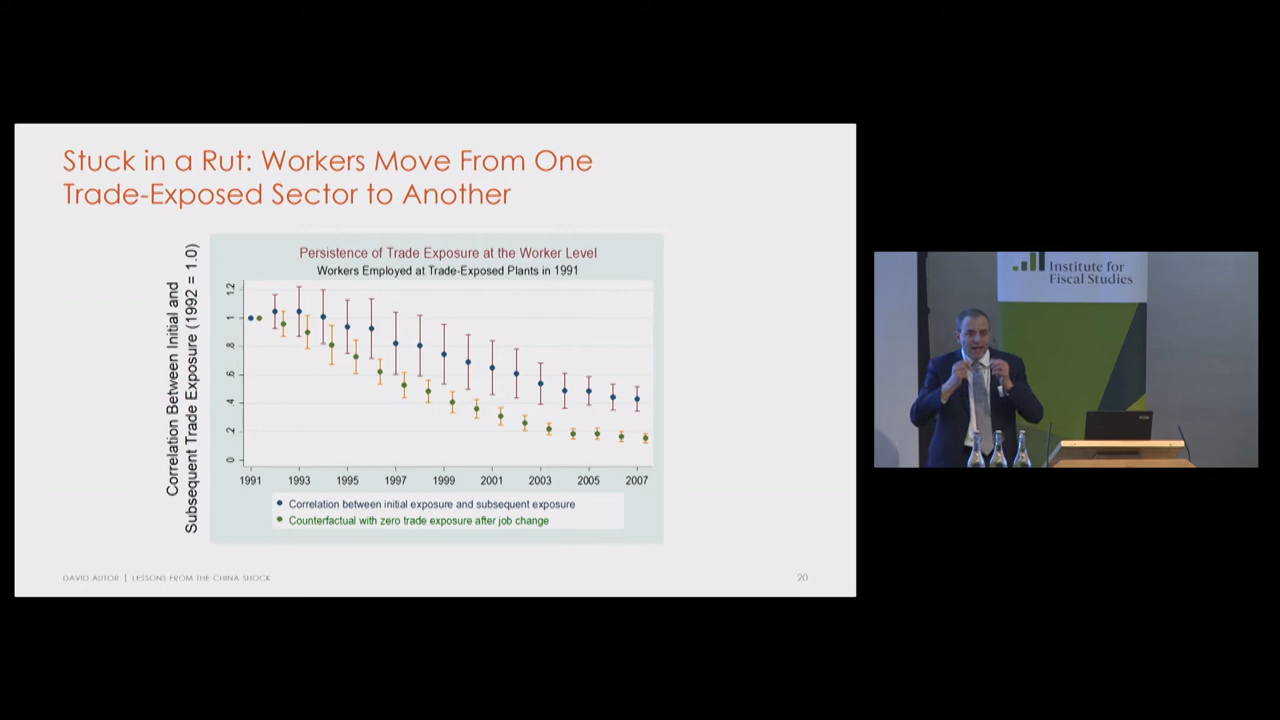 Stuck in a Rut: Workers Move From One
Trade-Exposed Sector to Another
Correlation Between Initial and
Subsequent Trade Exposure (1992 = 1.0)
Persistence of Trade Exposure at the Worker Level
Workers Employed at Trade-Exposed Plants in 1991
1.2
1
.8
.6
.4
.2
0
1991 1993 1995 1997 1999 2001 2003 2005 2007
Correlation between initial exposure and subsequent exposure
Counterfactual with zero trade exposure after job change
DAVID AUTOR | LESSONS FROM THE CHINA SHOCK
20
Institute for
Fiscal Studies